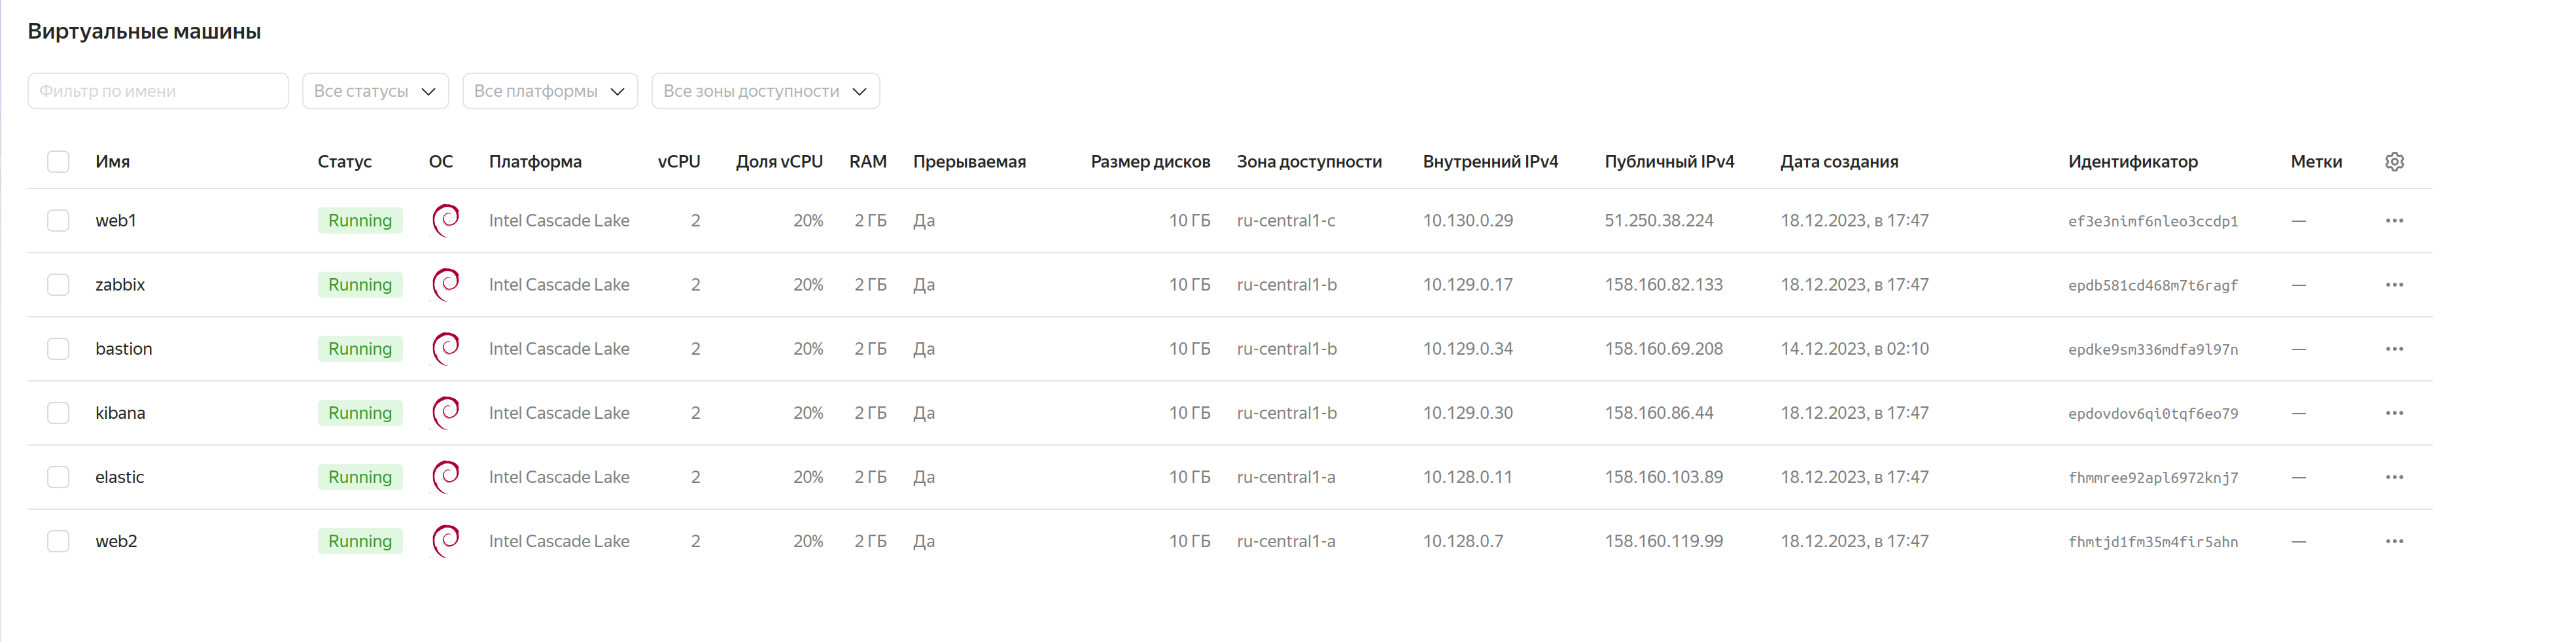 Виртуальные машины
Фильтр по имени Все статусы Все платформы Все зоны доступности
Имя Статус ОС Платформа vCPU Доля vCPU RAM Прерываемая Размер дисков Зона доступности Внутренний IPv4 Публичный IPv4 Дата создания Идентификатор Метки
web1 Running Intel Cascade Lake 2 20% 2 ГБ Да 10 ГБ ru-central1-c 10.130.0.29 51.250.38.224 18.12.2023, в 17:47 ef3e3nimf6nleo3ccdp1 —
zabbix Running Intel Cascade Lake 2 20% 2 ГБ Да 10 ГБ ru-central1-b 10.129.0.17 158.160.82.133 18.12.2023, в 17:47 epdb581cd468m7t6ragf —
bastion Running Intel Cascade Lake 2 20% 2 ГБ Да 10 ГБ ru-central1-b 10.129.0.34 158.160.69.208 14.12.2023, в 02:10 epdke9sm336mdfa9l97n —
kibana Running Intel Cascade Lake 2 20% 2 ГБ Да 10 ГБ ru-central1-b 10.129.0.30 158.160.86.44 18.12.2023, в 17:47 epdovdov6qi0tqf6eo79 —
elastic Running Intel Cascade Lake 2 20% 2 ГБ Да 10 ГБ ru-central1-a 10.128.0.11 158.160.103.89 18.12.2023, в 17:47 fhmmree92apl6972knj7 —
web2 Running Intel Cascade Lake 2 20% 2 ГБ Да 10 ГБ ru-central1-a 10.128.0.7 158.160.119.99 18.12.2023, в 17:47 fhmtjd1fm35m4fir5ahn —